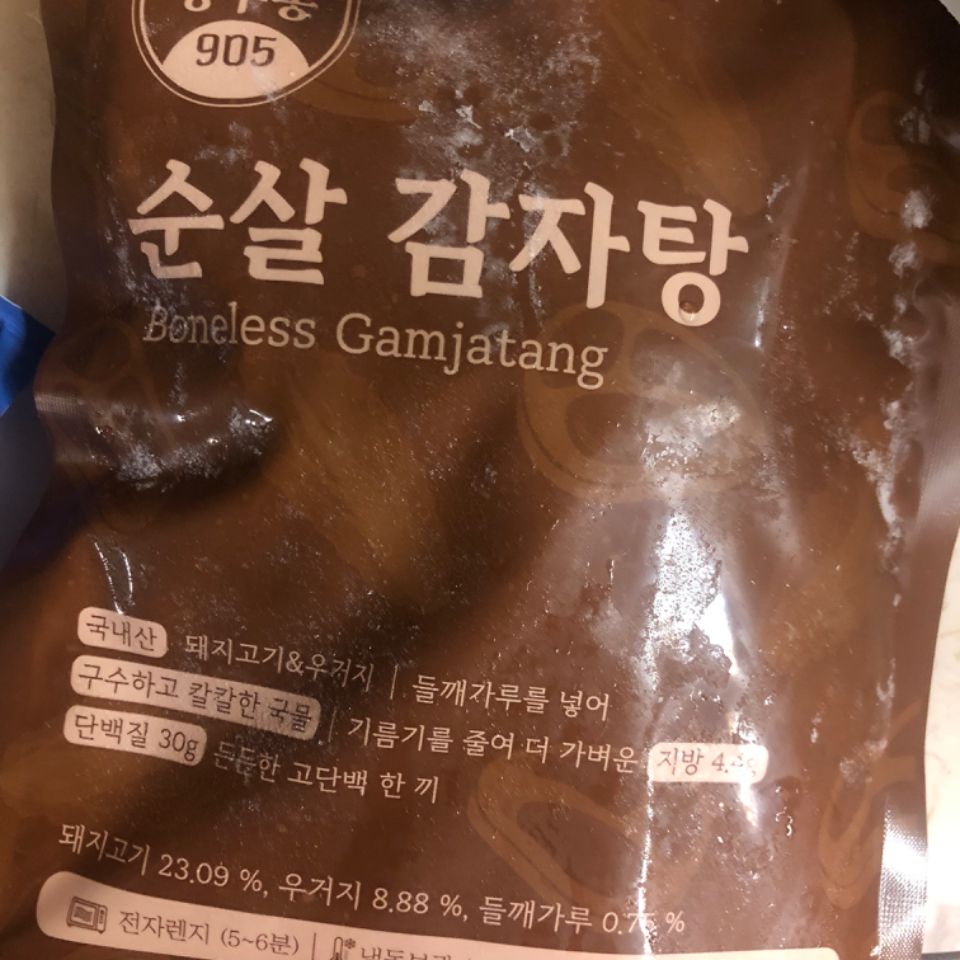 905
순살 감자탕
Boneless Gamjatang
국내산 돼지고기&우거지 | 들깨가루를 넣어
구수하고 칼칼한 국물 | 기름기를 줄여 더 가벼운 지방
단백질 30g 든든한 고단백 한 끼
돼지고기 23.09 %, 우거지 8.88 %, 들깨가루 %
전자렌지 (5~6분) |